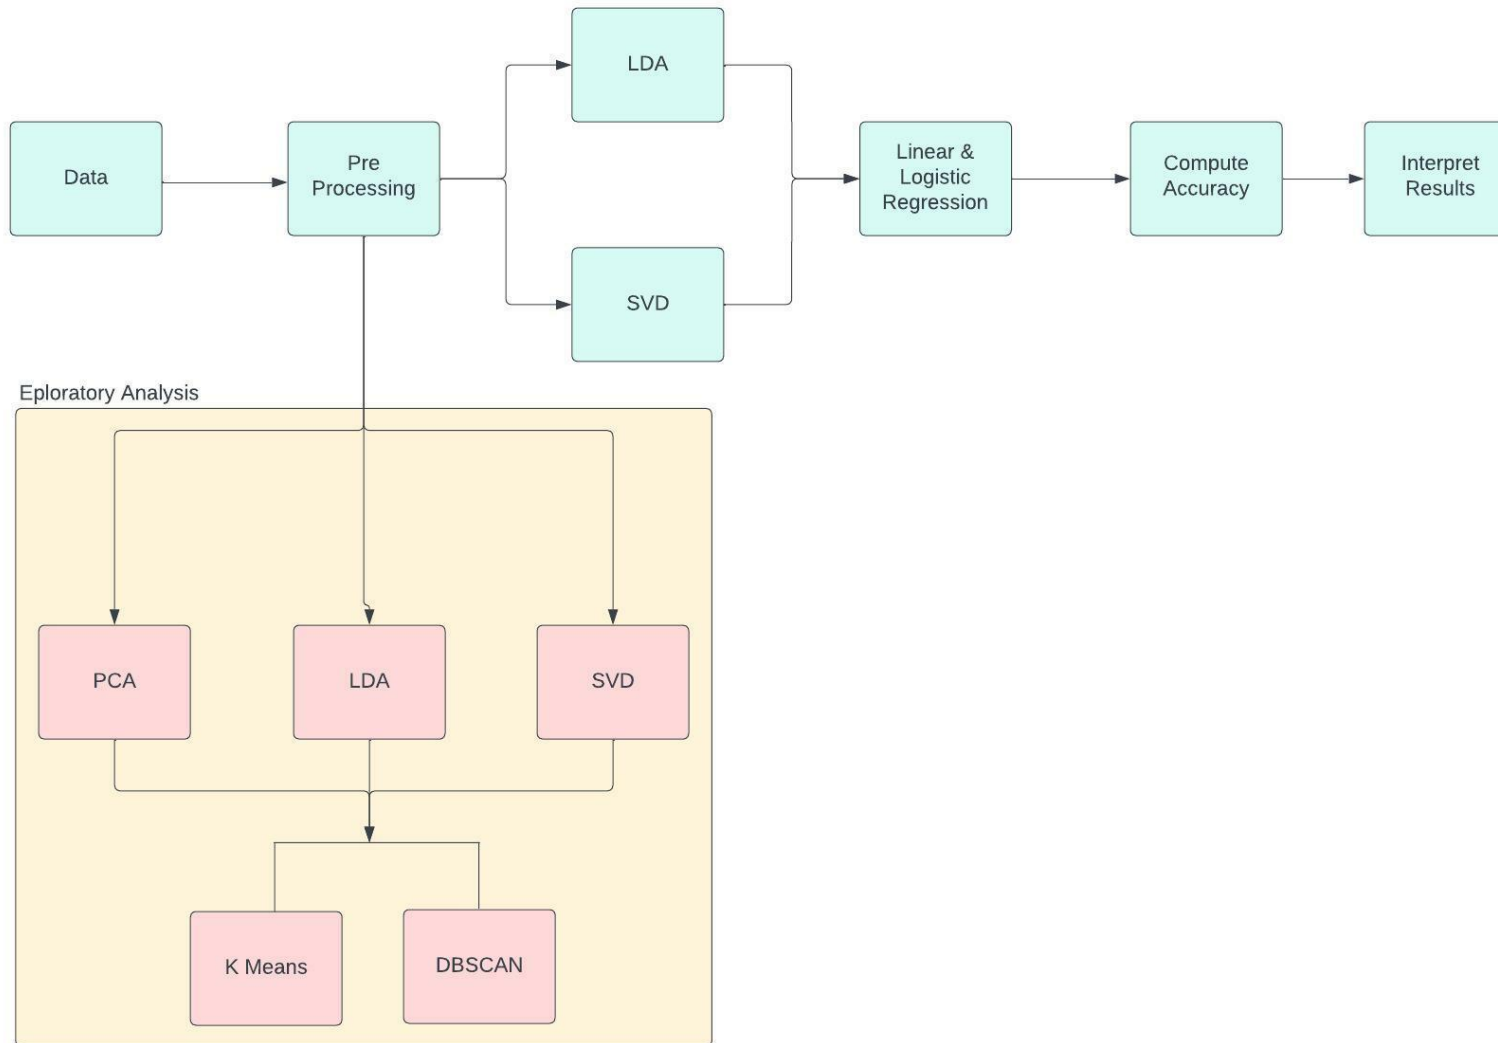 LDA
Data
Pre
Processing
Linear &
Logistic
Regression
Compute
Accuracy
Interpret
Results
SVD
Eploratory Analysis
PCA
LDA
SVD
K Means
DBSCAN